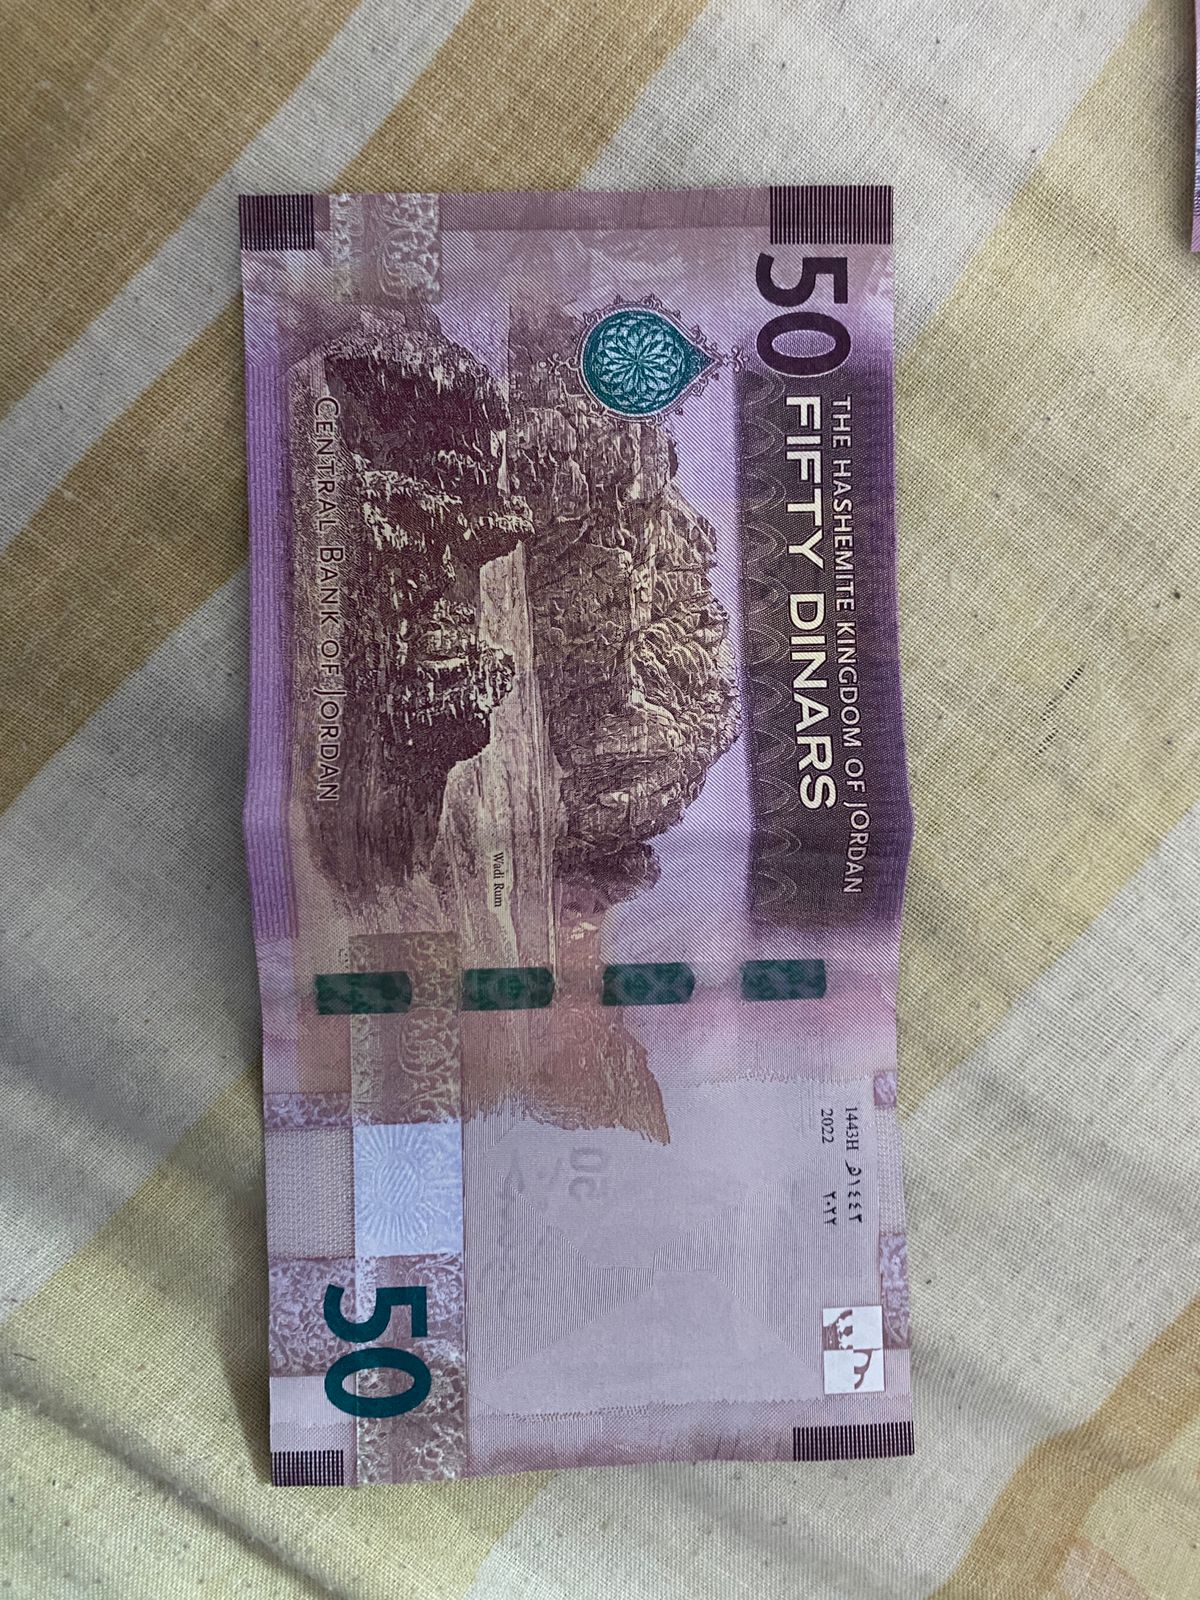 50
THE HASHEMITE KINGDOM OF JORDAN
FIFTY DINARS
1443H ١٤٤٣هـ
2022 ٢٠٢٢
Wadi Rum
CENTRAL BANK OF JORDAN
50